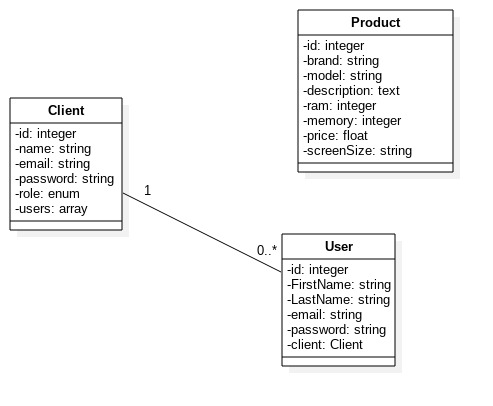 Product
-id: integer
-brand: string
-model: string
-description: text
-ram: integer
-memory: integer
-price: float
-screenSize: string
Client
-id: integer
-name: string
-email: string
-password: string
-role: enum
-users: array
1
0..*
User
-id: integer
-FirstName: string
-LastName: string
-email: string
-password: string
-client: Client